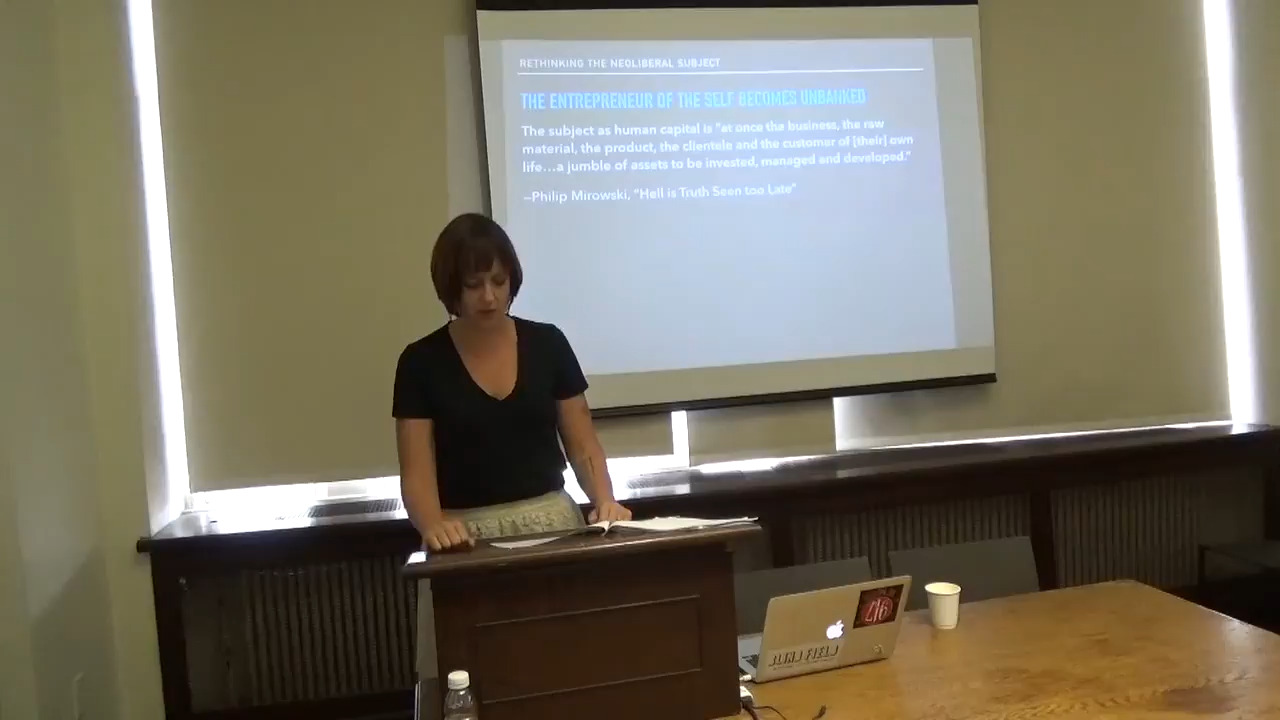 RETHINKING THE NEOLIBERAL SUBJECT
THE ENTREPRENEUR OF THE SELF BECOMES UNBANKED
The subject as human capital is "at once the business, the raw
material, the product, the clientele and the customer of [their] own
life...a jumble of assets to be invested, managed and developed."
—Philip Mirowski, "Hell is Truth Seen too Late"